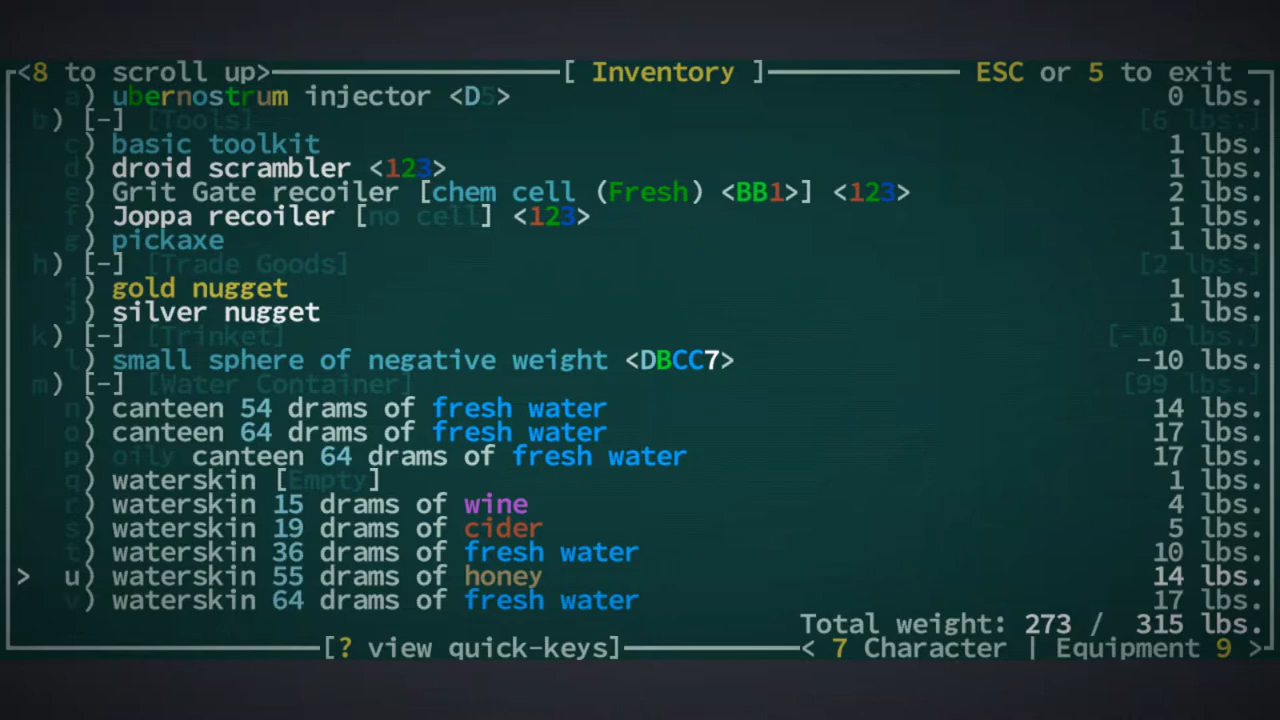 <8 to scroll up> [ Inventory ] ESC or 5 to exit
a) ubernostrum injector <D5> 0 lbs.
b) [-] [Tools] [6 lbs.]
c) basic toolkit 1 lbs.
d) droid scrambler <123> 1 lbs.
e) Grit Gate recoiler [chem cell (Fresh) <BB1>] <123> 2 lbs.
f) Joppa recoiler [no cell] <123> 1 lbs.
g) pickaxe 1 lbs.
h) [-] [Trade Goods] [2 lbs.]
i) gold nugget 1 lbs.
j) silver nugget 1 lbs.
k) [-] [Trinket] [-10 lbs.]
l) small sphere of negative weight <DBCC7> -10 lbs.
m) [-] [Water Container] [99 lbs.]
n) canteen 54 drams of fresh water 14 lbs.
o) canteen 64 drams of fresh water 17 lbs.
p) oily canteen 64 drams of fresh water 17 lbs.
q) waterskin [Empty] 1 lbs.
r) waterskin 15 drams of wine 4 lbs.
s) waterskin 19 drams of cider 5 lbs.
t) waterskin 36 drams of fresh water 10 lbs.
> u) waterskin 55 drams of honey 14 lbs.
v) waterskin 64 drams of fresh water 17 lbs.
Total weight: 273 / 315 lbs.
[? view quick-keys] < 7 Character | Equipment 9 >